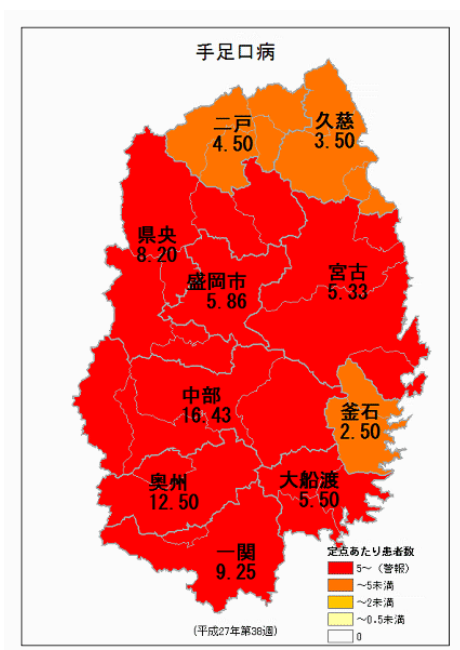 手足口病
二戸
4.50
久慈
3.50
県央
8.20
盛岡市
5.86
宮古
5.33
中部
16.43
釜石
2.50
奥州
12.50
大船渡
5.50
一関
9.25
定点あたり患者数
5～（警報）
～5未満
～2未満
～0.5未満
0
(平成27年第38週)